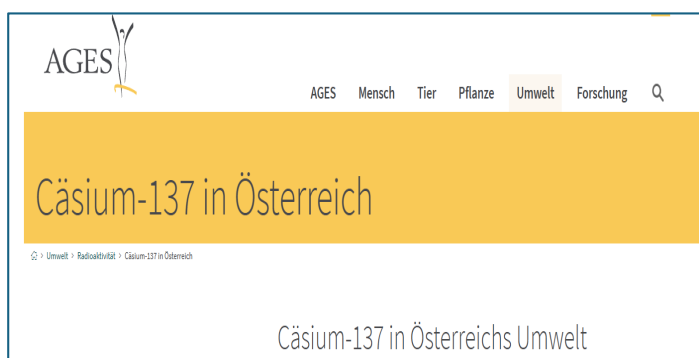 AGES
AGES Mensch Tier Pflanze Umwelt Forschung
Cäsium-137 in Österreich
> Umwelt > Radioaktivität > Cäsium-137 in Österreich
Cäsium-137 in Österreichs Umwelt